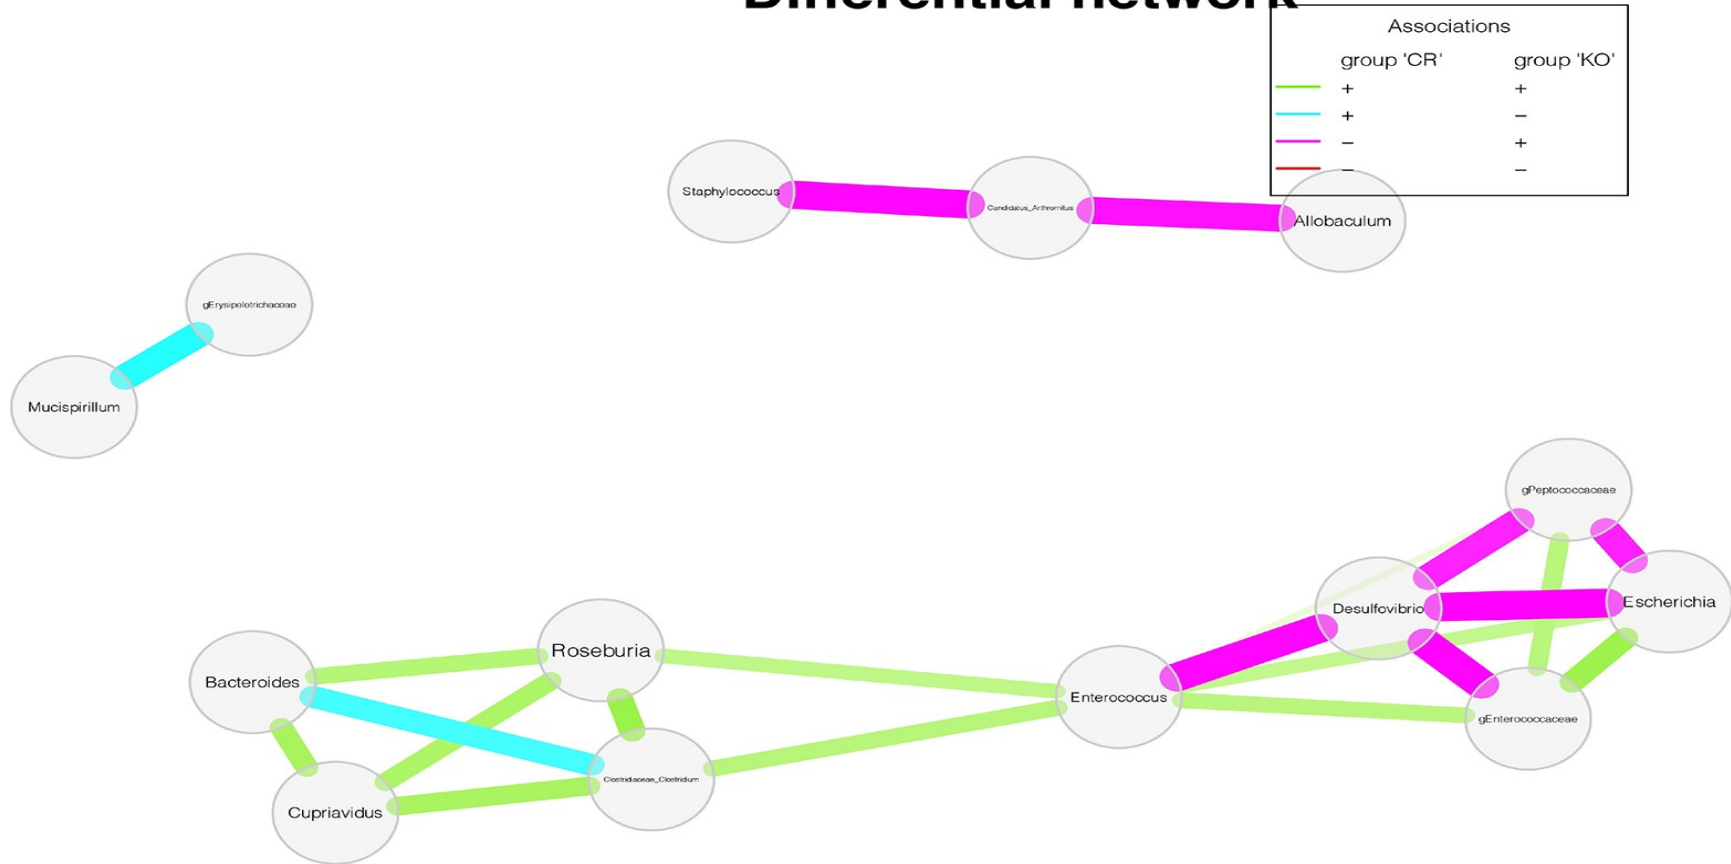 Differential network
Associations
group 'CR' group 'KO'
+ +
+ −
− +
− −
Staphylococcus
Candidatus_Arthromitus
Allobaculum
gErysipelotrichaceae
Mucispirillum
gPeptococcaceae
Desulfovibrio
Escherichia
Roseburia
Bacteroides
Enterococcus
gEnterococcaceae
Clostridiaceae_Clostridium
Cupriavidus